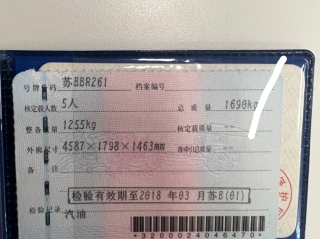 号牌号码 苏BBR261 档案编号
核定载人数 5人 总质量 1690kg
整备质量 1255kg 核定载质量 --
外廓尺寸 4587×1798×1463mm 准牵引总质量 --
备注
检验有效期至2018年03月苏B(01)
检验记录 汽油
*3200024046470*